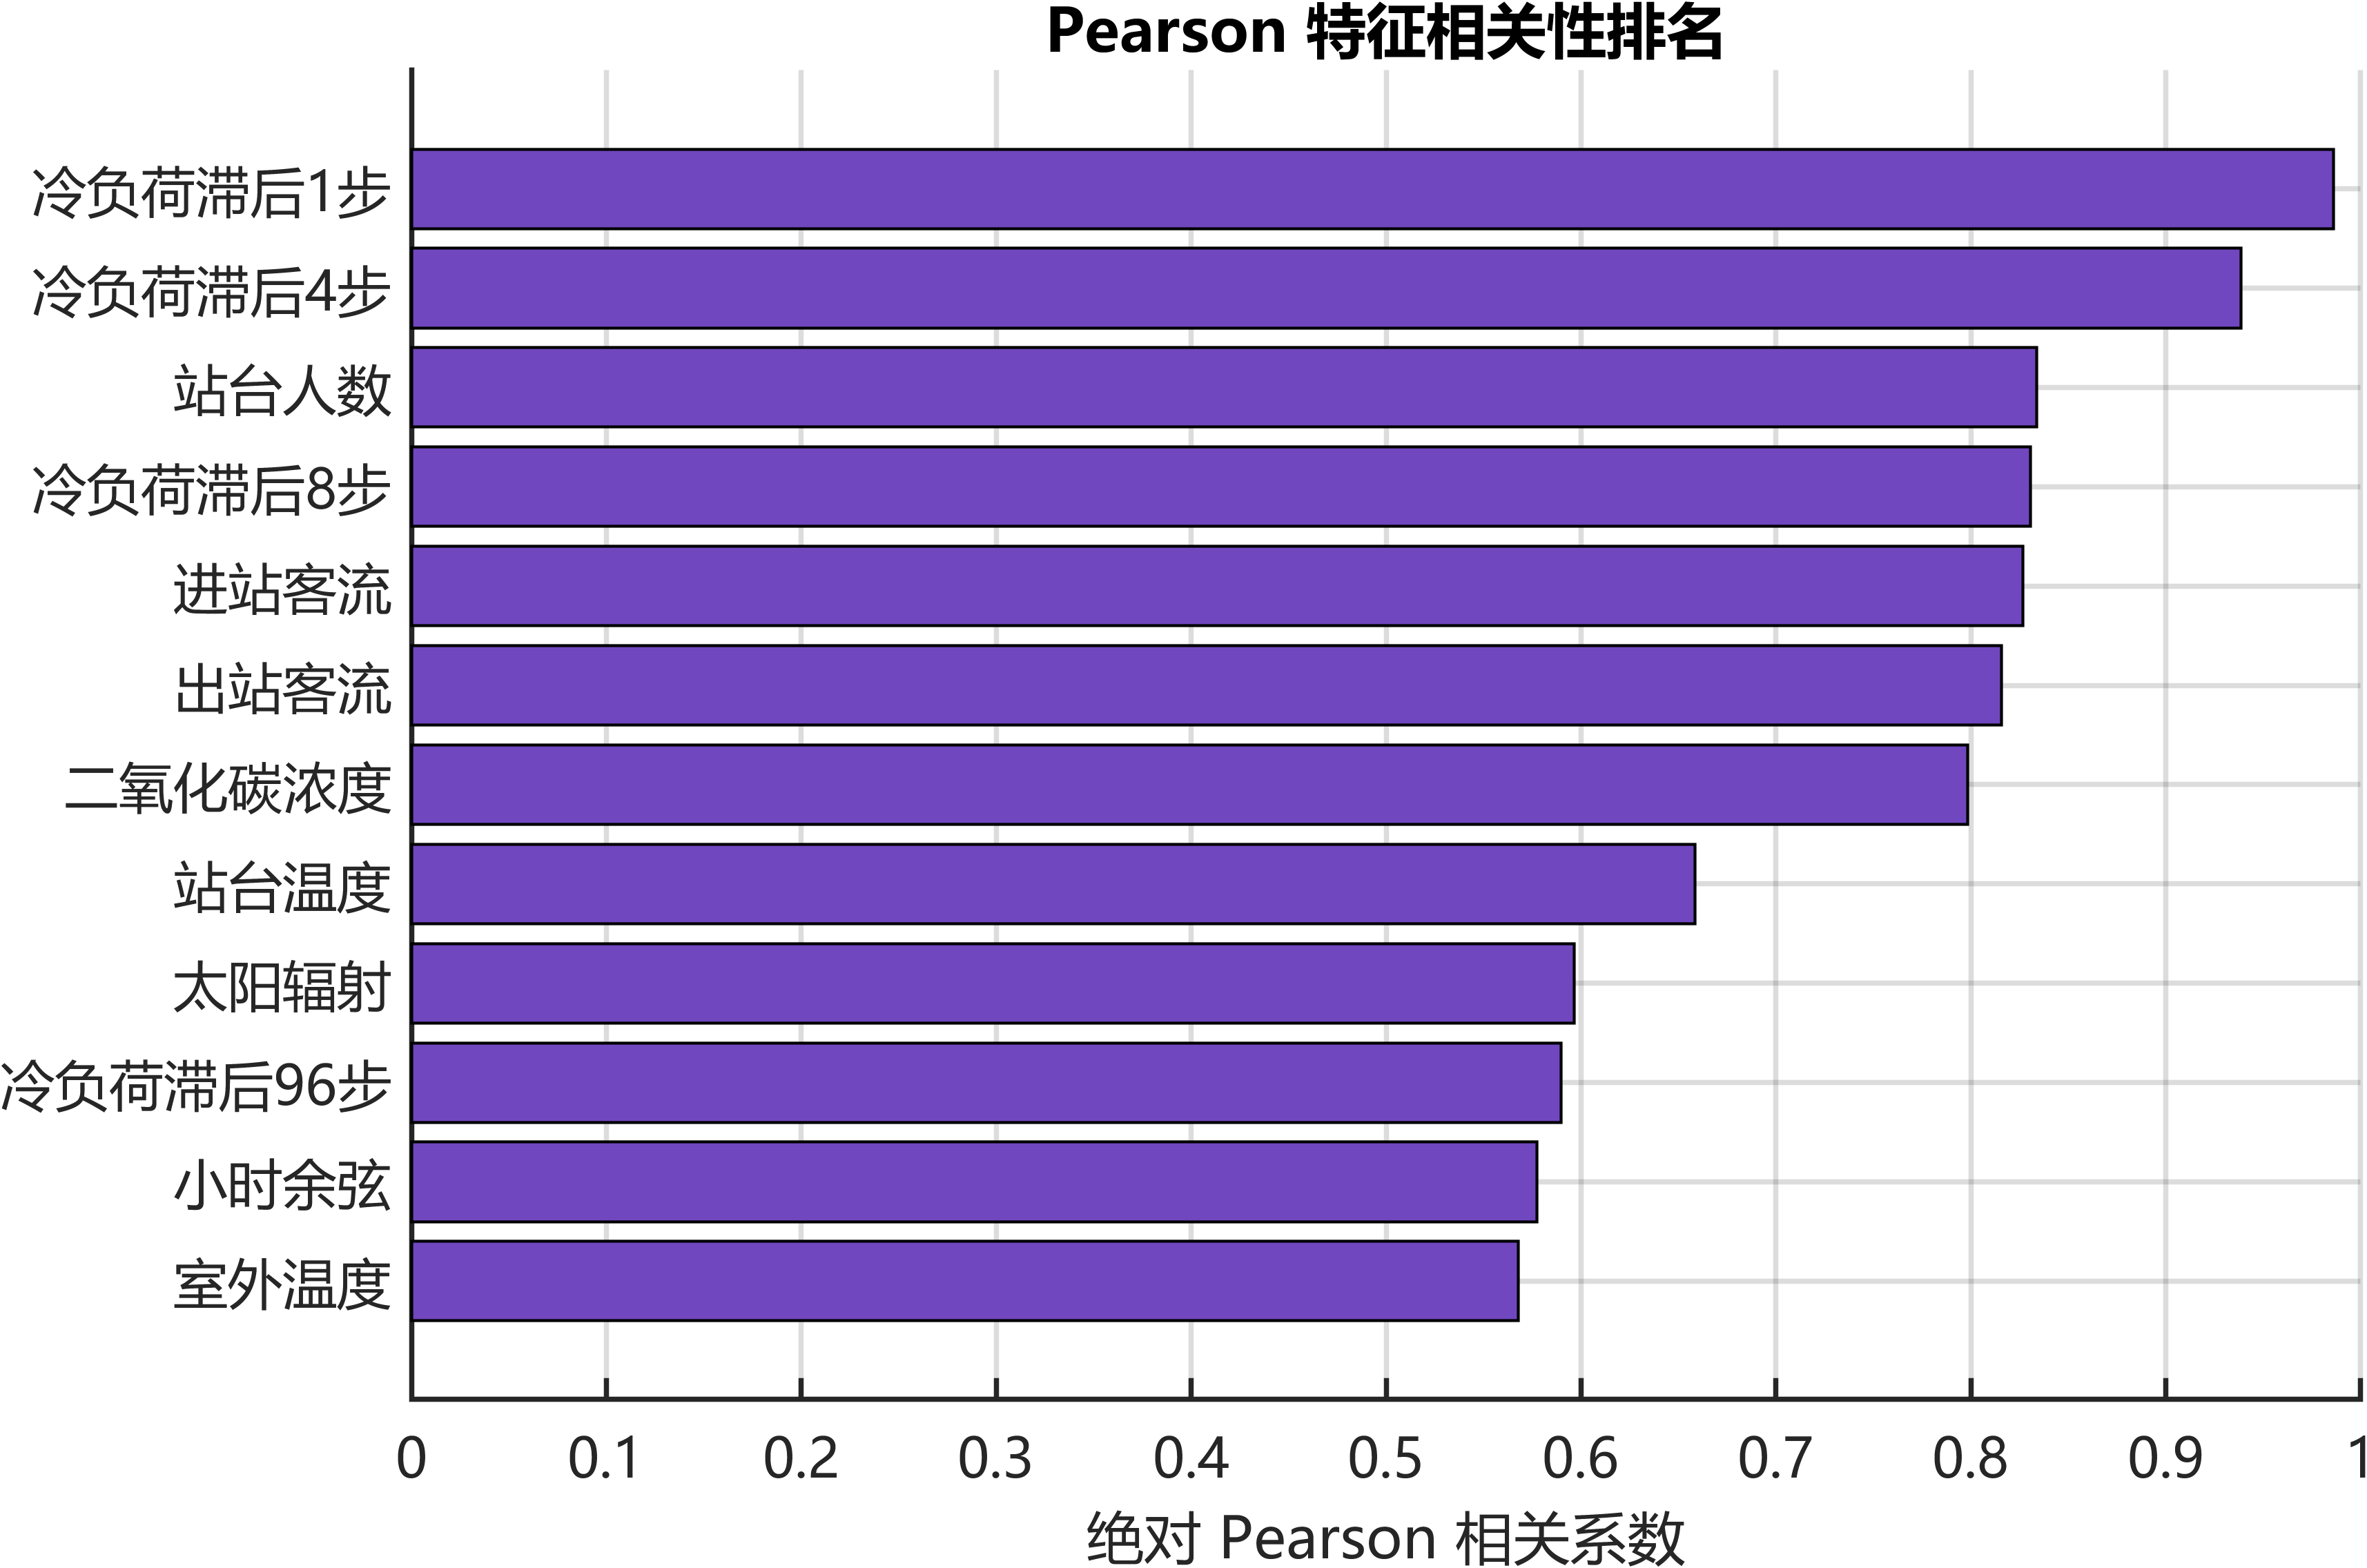 Pearson 特征相关性排名
冷负荷滞后1步
冷负荷滞后4步
站台人数
冷负荷滞后8步
进站客流
出站客流
二氧化碳浓度
站台温度
太阳辐射
冷负荷滞后96步
小时余弦
室外温度
0 0.1 0.2 0.3 0.4 0.5 0.6 0.7 0.8 0.9 1
绝对 Pearson 相关系数